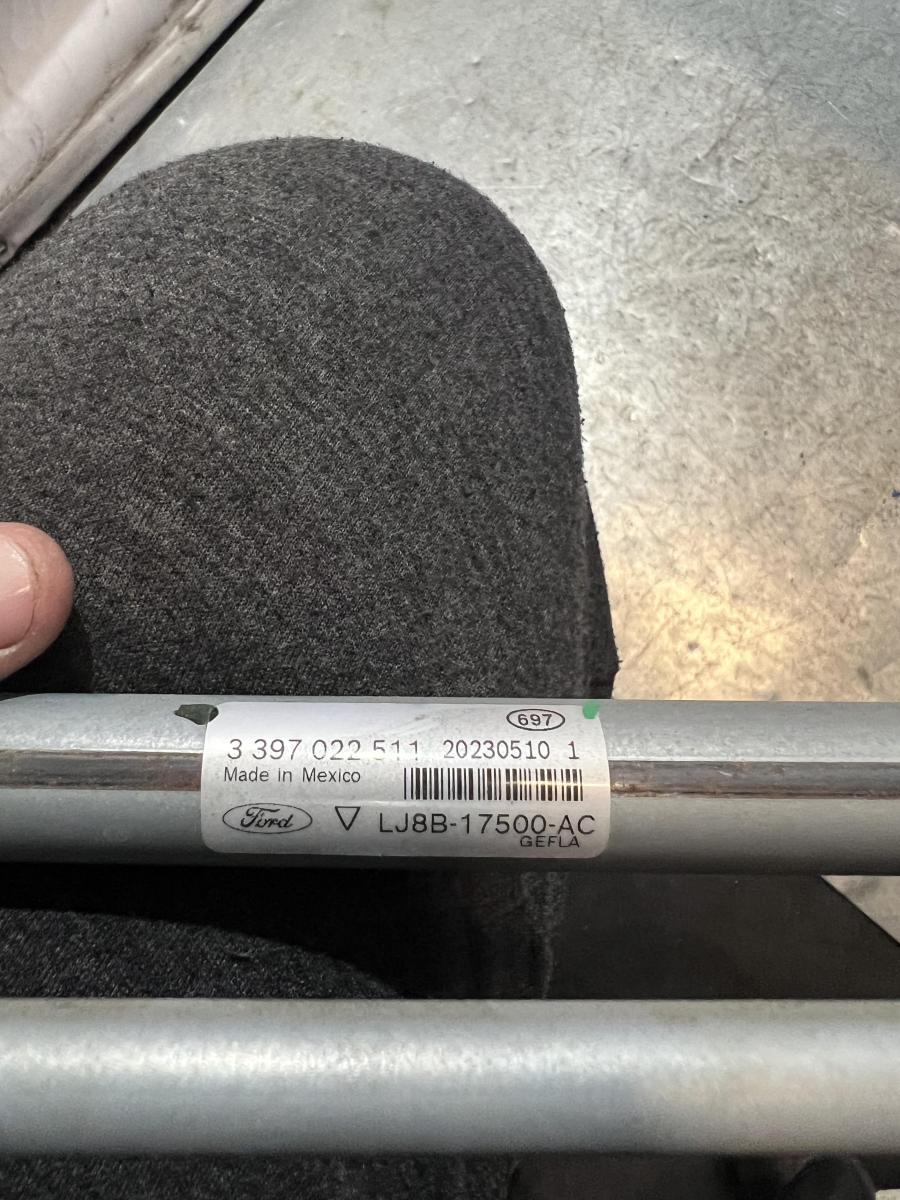 697
3 397 022 511 20230510 1
Made in Mexico
Ford LJ8B-17500-AC
GEFLA